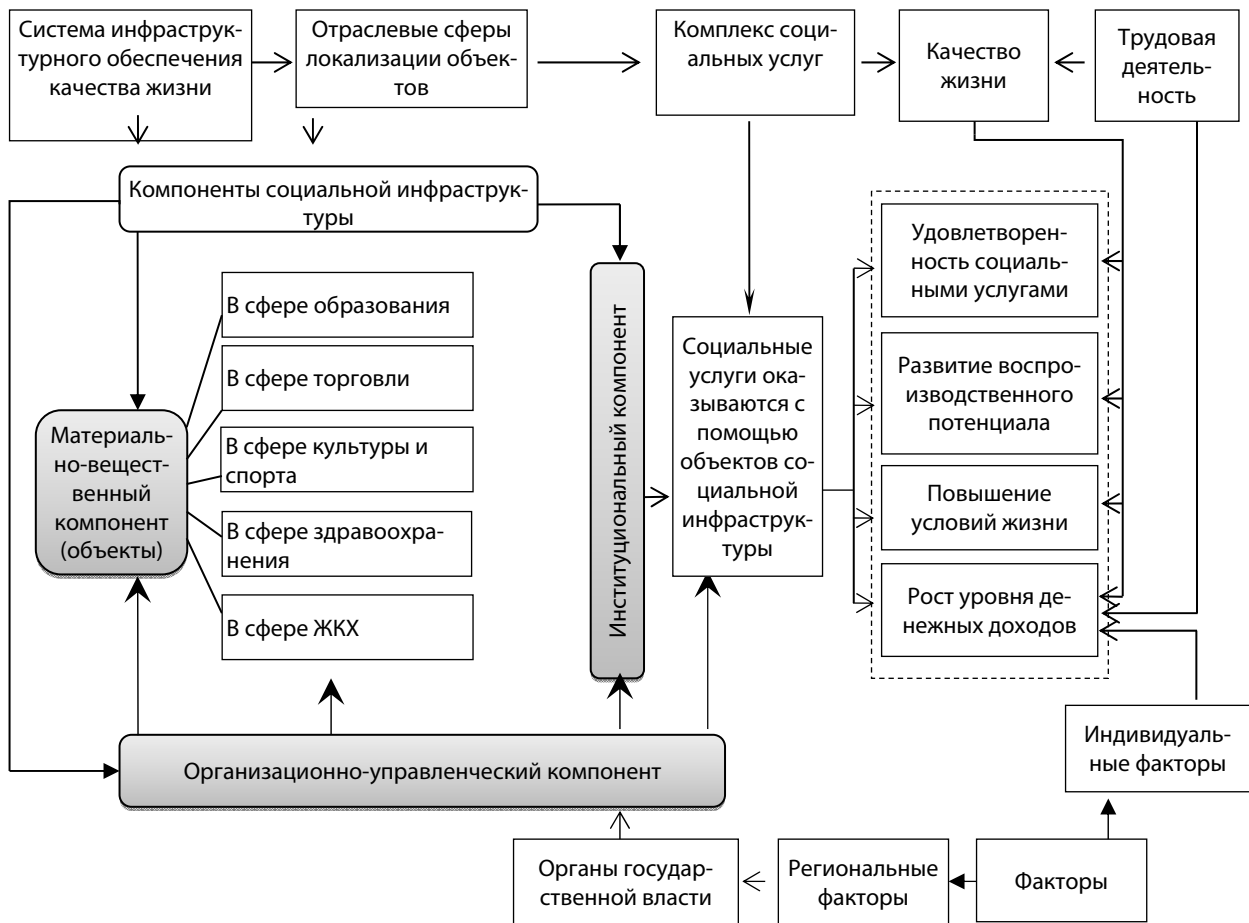 Система инфрастрyк-
турного обеспечения
качества жизни
Отраслевые сферы
локализации объек-
тов
Комплекс соци-
альных услуг
Качество
жизни
Трудовая
деятель-
ность
Компоненты социальной инфраструк-
туры
В сфере образования
В сфере торговли
В сфере культуры и
спорта
В сфере здравоохра-
нения
В сфере ЖКХ
Материаль-
но-вещест-
венный
компонент
(объекты)
Институциональный компонент
Социальные
услуги ока-
зываются с
помощью
объектов со-
циальной
инфраструк-
туры
Удовлетворен-
ность социаль-
ными услугами
Развитие воспро-
изводственного
потенциала
Повышение
условий жизни
Рост уровня де-
нежных доходов
Организационно-управленческий компонент
Индивидуаль-
ные факторы
Органы государ-
ственной власти
Региональные
факторы
Факторы